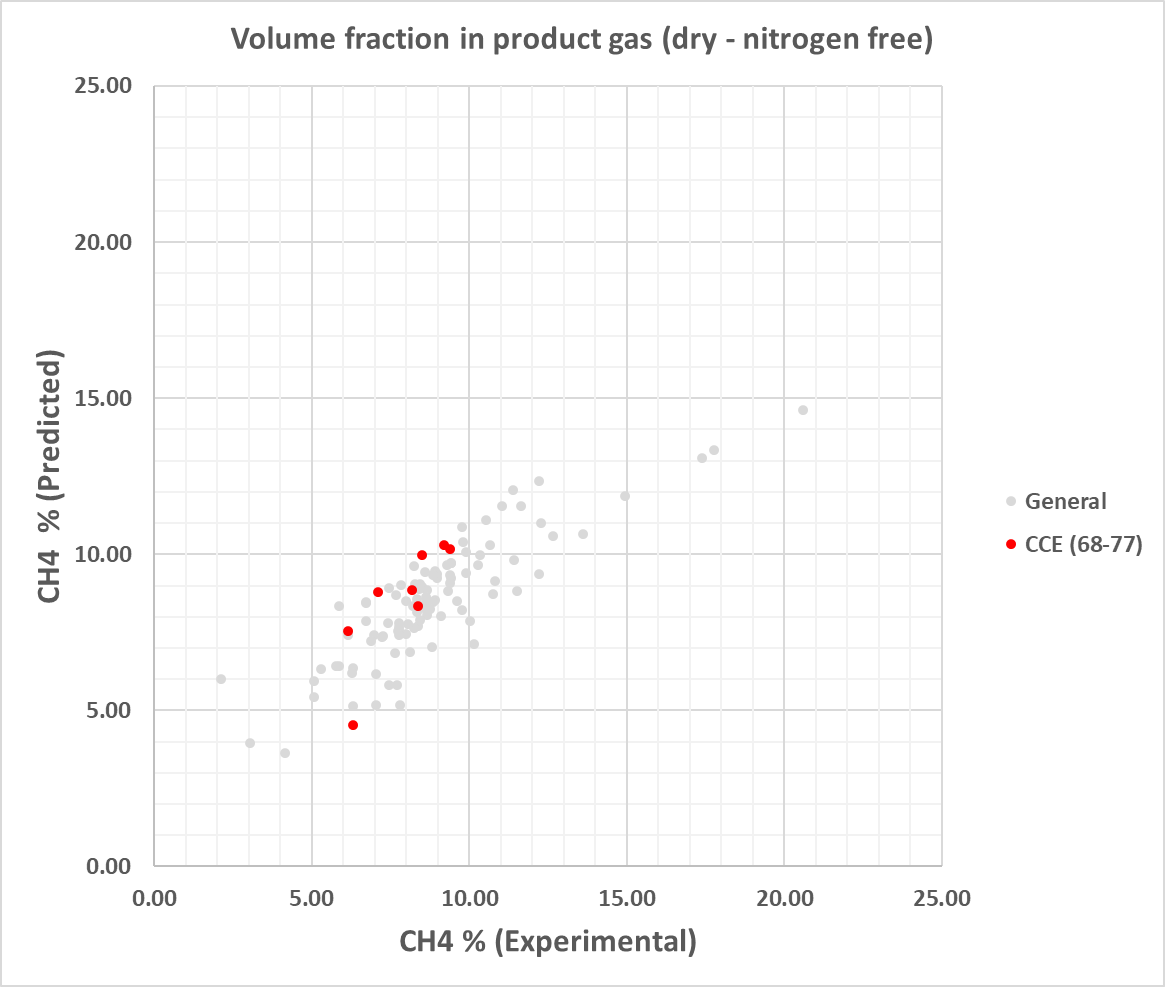 Volume fraction in product gas (dry - nitrogen free)
25.00
20.00
15.00
10.00
5.00
0.00
CH4 % (Predicted)
0.00 5.00 10.00 15.00 20.00 25.00
CH4 % (Experimental)
General
CCE (68-77)